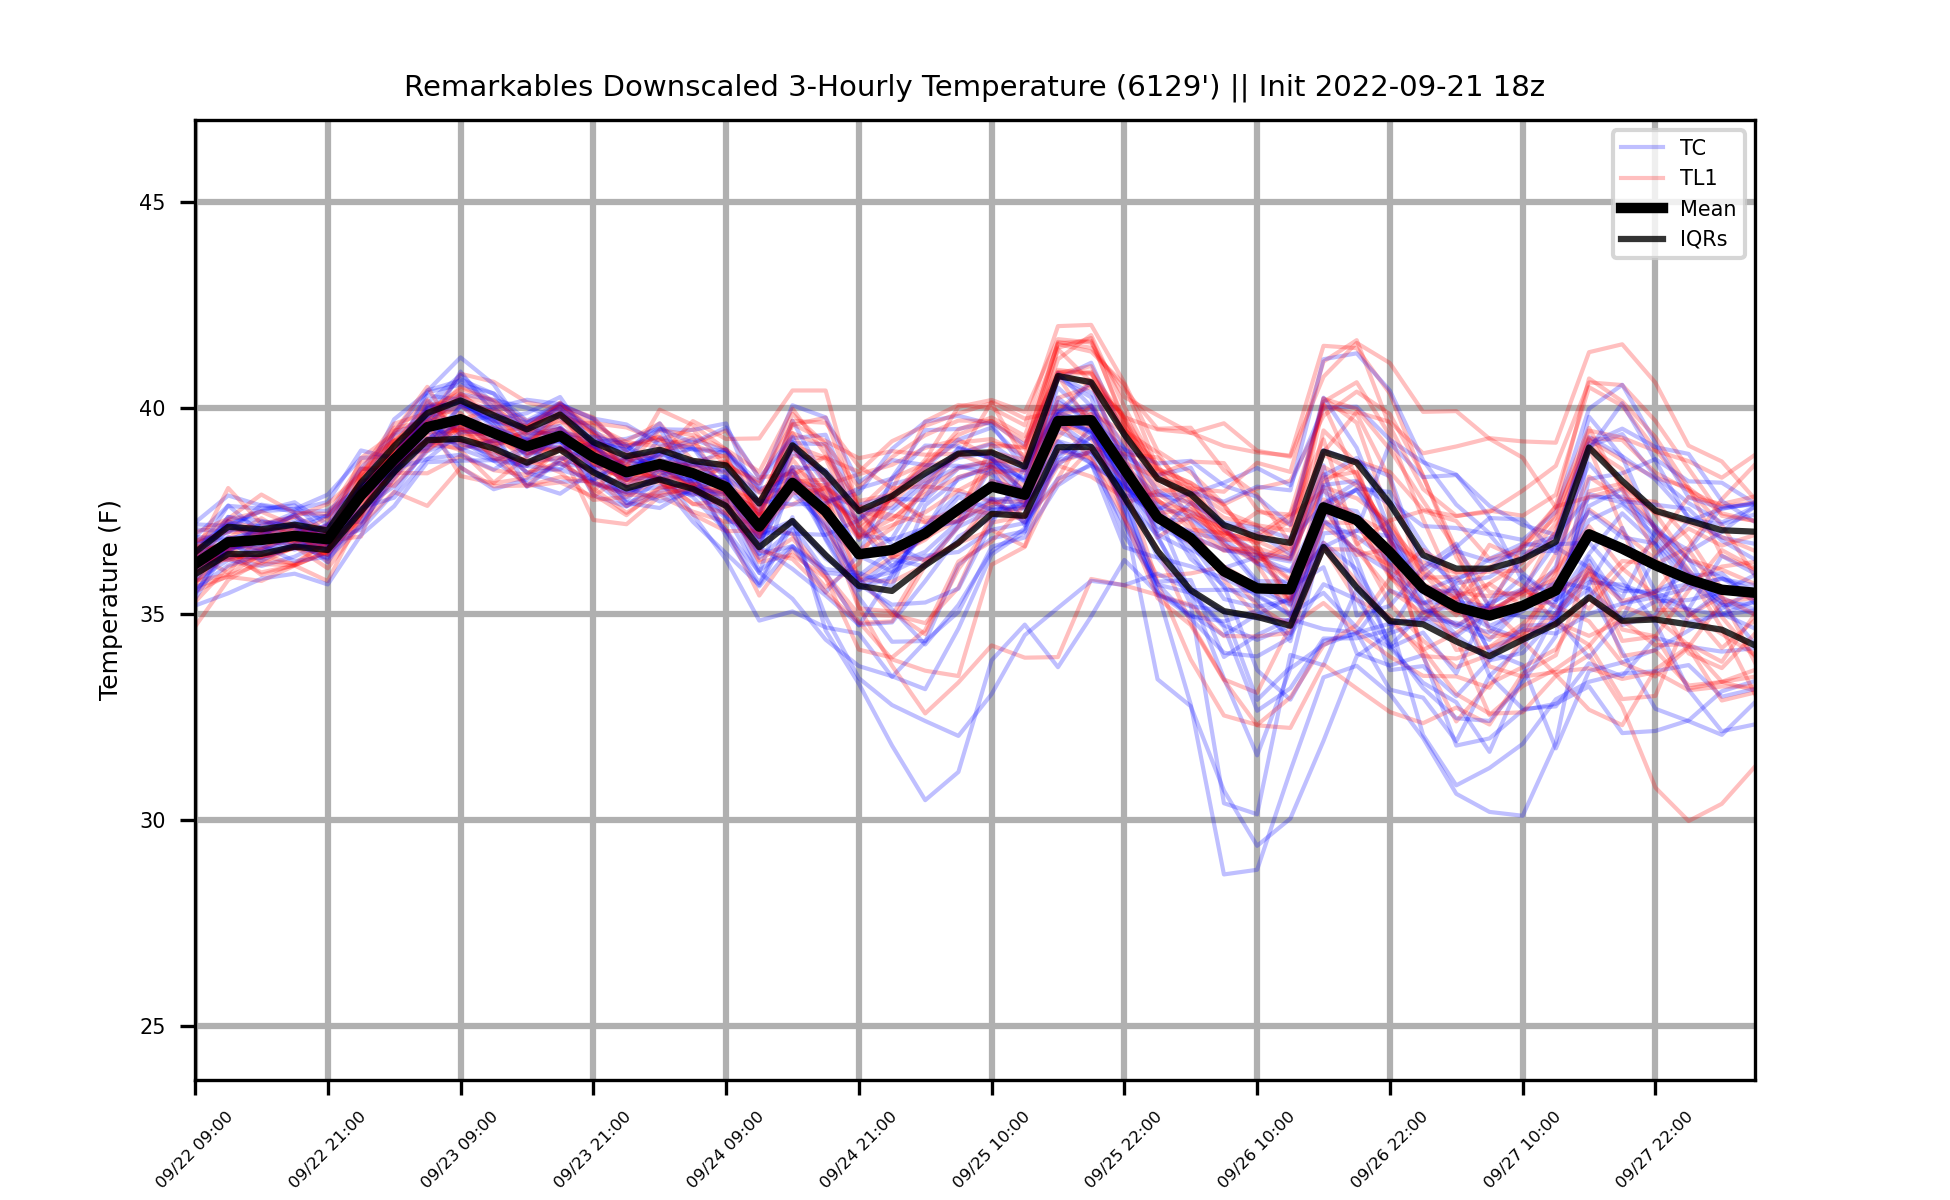 Remarkables Downscaled 3-Hourly Temperature (6129') || Init 2022-09-21 18z
TC
TL1
Mean
IQRs
Temperature (F)
45
40
35
30
25
09/22 09:00
09/22 21:00
09/23 09:00
09/23 21:00
09/24 09:00
09/24 21:00
09/25 10:00
09/25 22:00
09/26 10:00
09/26 22:00
09/27 10:00
09/27 22:00